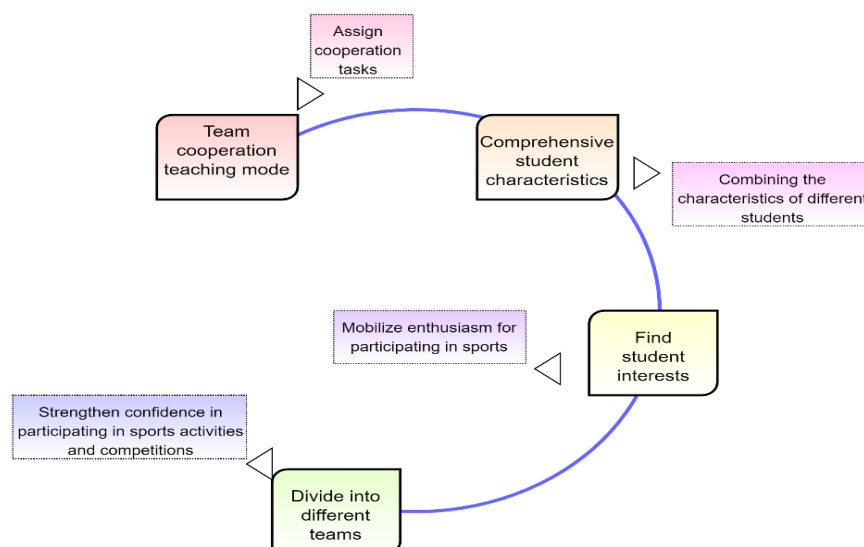 Assign
cooperation
tasks
Team
cooperation
teaching mode
Comprehensive
student
characteristics
Combining the
characteristics of different
students
Mobilize enthusiasm for
participating in sports
Find
student
interests
Strengthen confidence in
participating in sports activities
and competitions
Divide into
different
teams